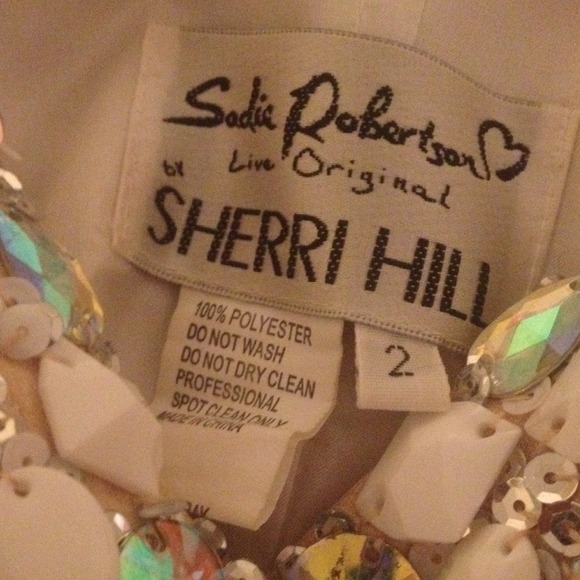 Sadie Robertson
Live Original
by
SHERRI HILL
100% POLYESTER
DO NOT WASH
DO NOT DRY CLEAN
PROFESSIONAL
SPOT CLEAN ONLY
MADE IN CHINA
2